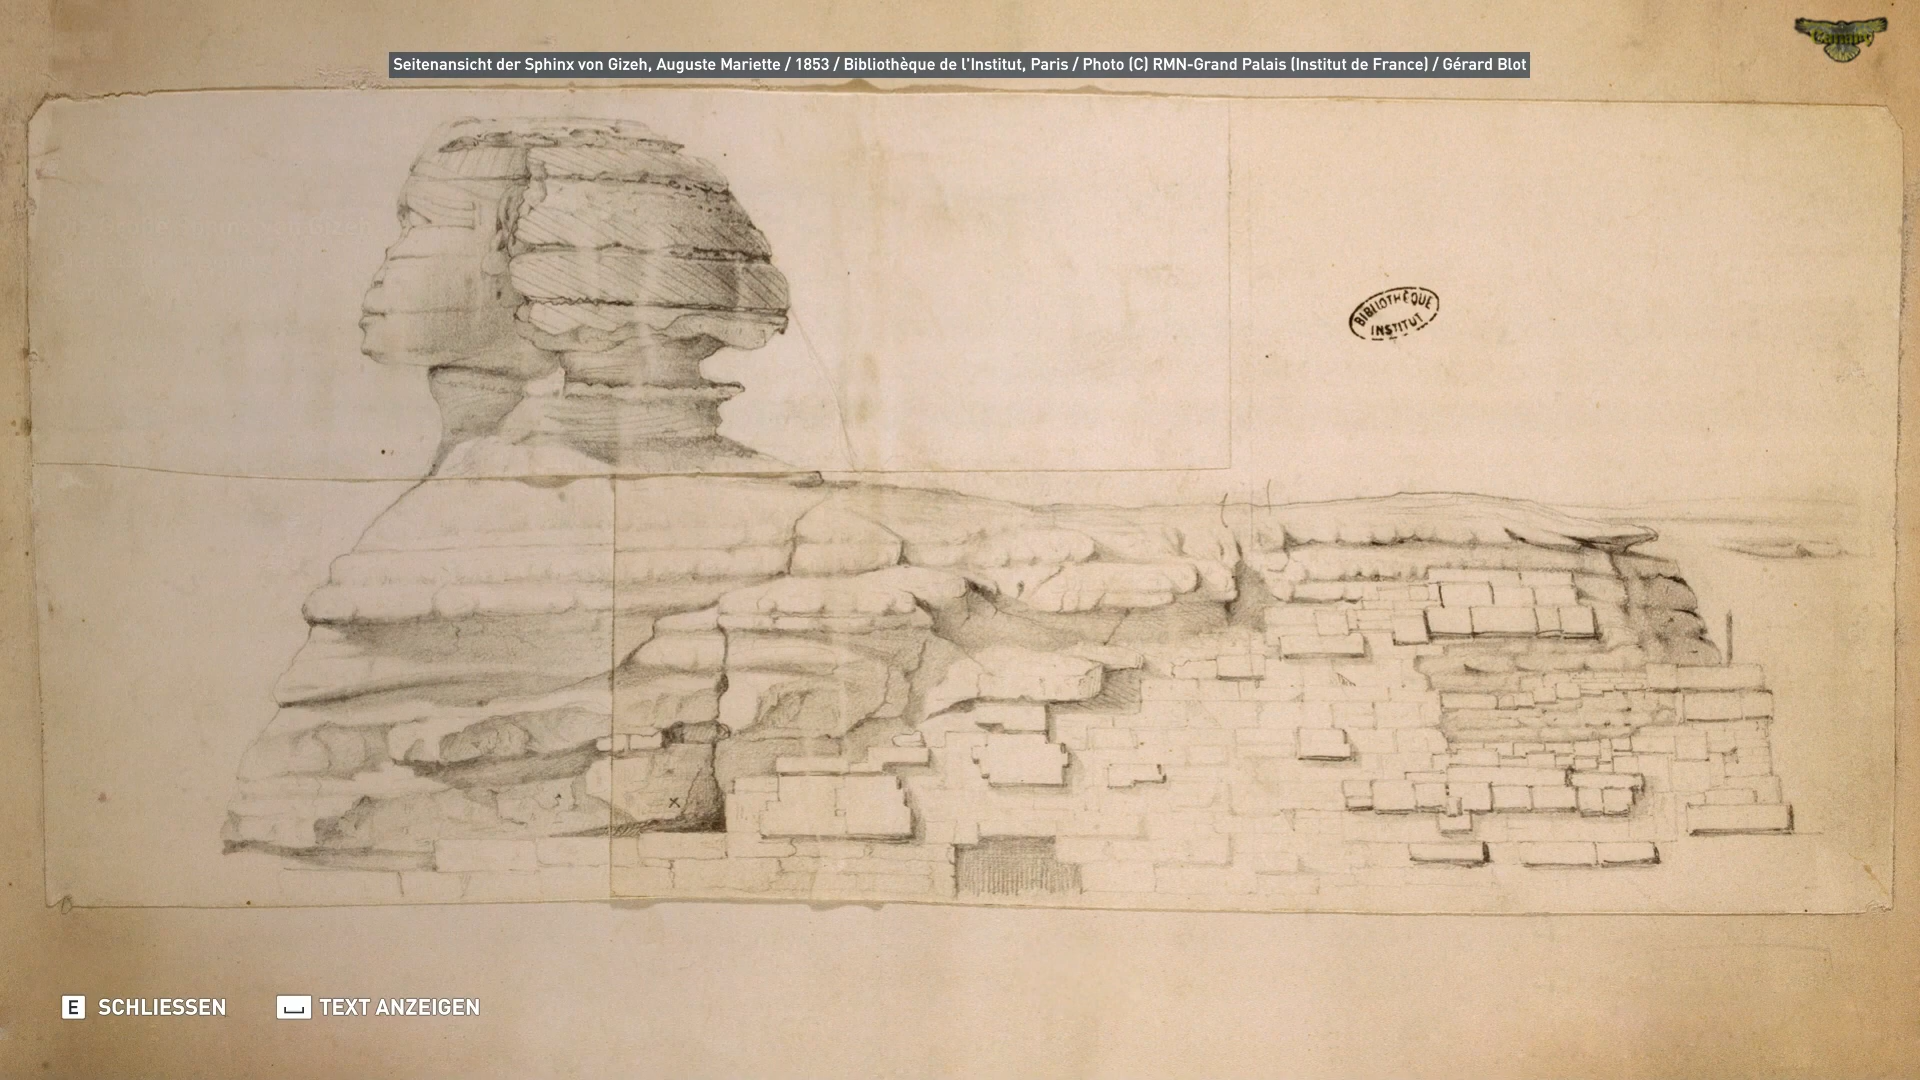 Seitenansicht der Sphinx von Gizeh, Auguste Mariette / 1853 / Bibliothèque de l'Institut, Paris / Photo (C) RMN-Grand Palais (Institut de France) / Gérard Blot
BIBLIOTHÈQUE
INSTITUT
E SCHLIESSEN
TEXT ANZEIGEN